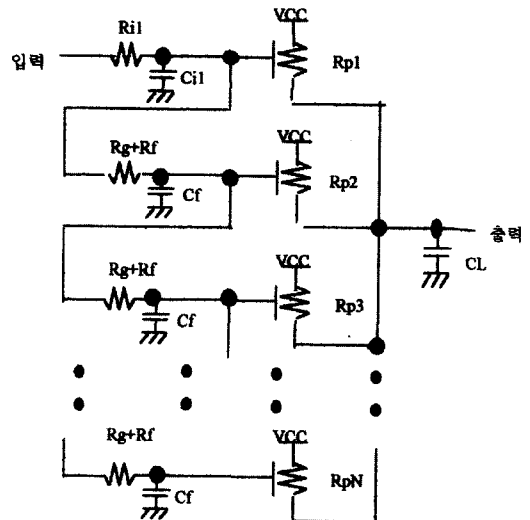 VCC
Ri1
입력
Ci1
Rp1
VCC
Rg+Rf
Cf
Rp2
출력
VCC
CL
Rg+Rf
Cf
Rp3
Rg+Rf
VCC
Cf
RpN